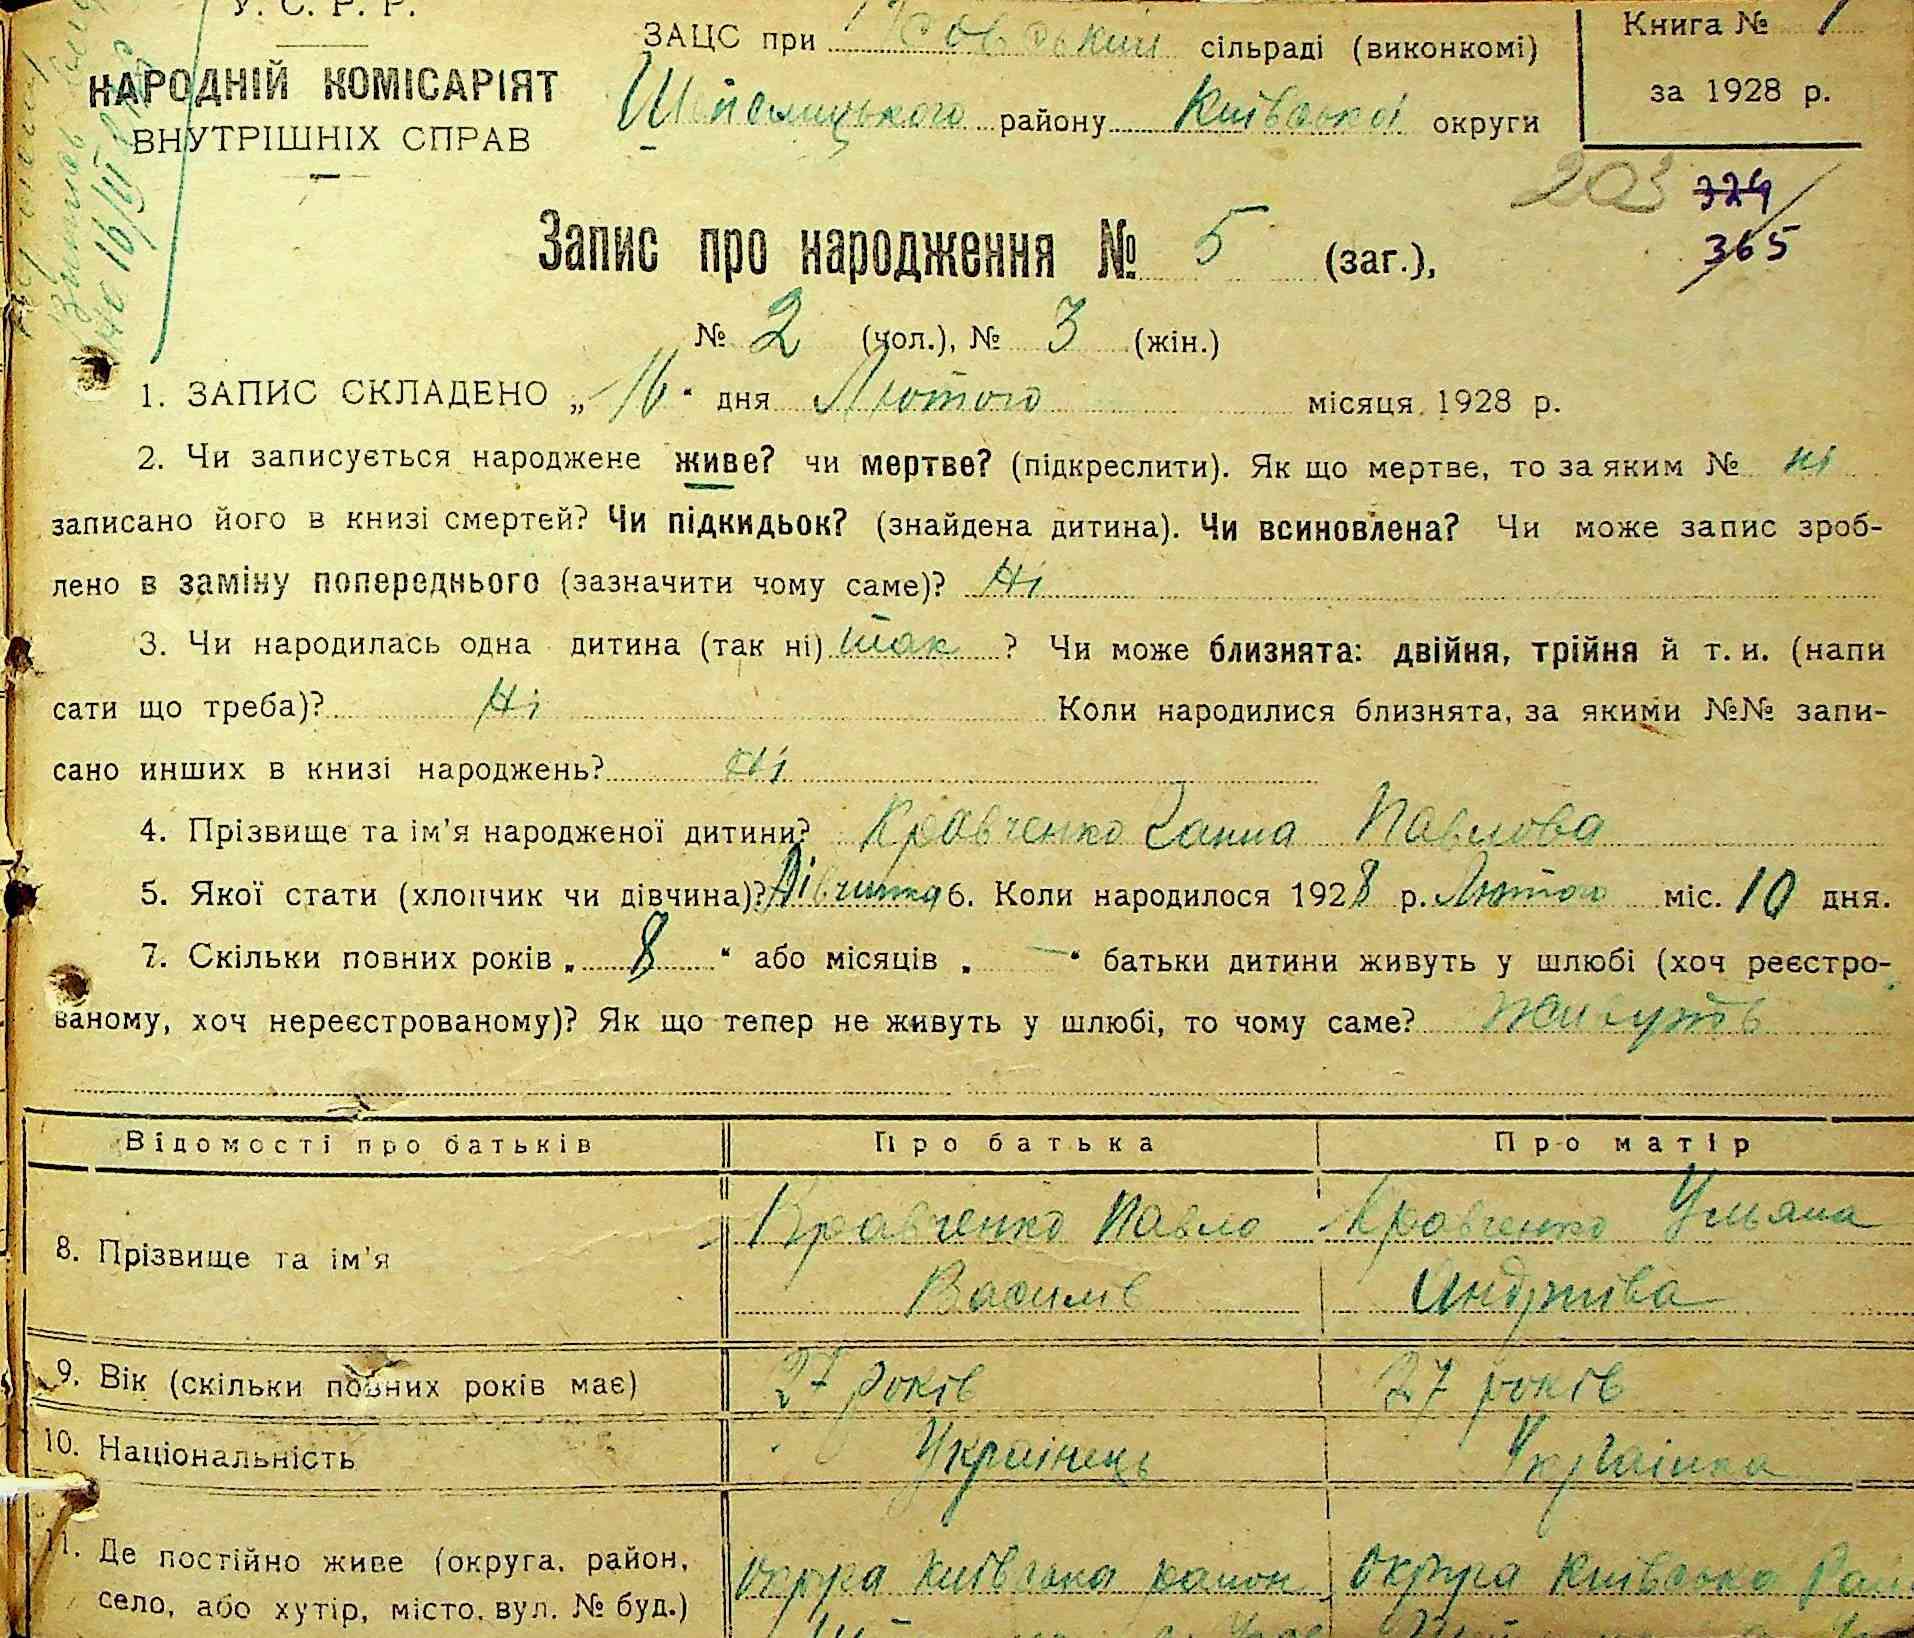 У. С. Р. Р.
НАРОДНІЙ КОМІСАРІЯТ
ВНУТРІШНІХ СПРАВ
ЗАЦС при сільраді (виконкомі)
району Київської округи
Книга № 1
за 1928 р.
203 324
365
Запис про народження № 5 (заг.),
№ 2 (чол.), № 3 (жін.)
1. ЗАПИС СКЛАДЕНО „16“ дня Лютого місяця 1928 р.
2. Чи записується народжене живе? чи мертве? (підкреслити). Як що мертве, то за яким № ні
записано його в книзі смертей? Чи підкидьок? (знайдена дитина). Чи всиновлена? Чи може запис зроб-
лено в заміну попереднього (зазначити чому саме)? Ні
3. Чи народилась одна дитина (так ні) так ? Чи може близнята: двійня, трійня й т. и. (напи
сати що треба)? Ні Коли народилися близнята, за якими №№ запи-
сано инших в книзі народжень? Ні
4. Прізвище та ім’я народженої дитини? Кравченко Ганна Павлова
5. Якої стати (хлопчик чи дівчина)? Дівчина 6. Коли народилося 1928 р. Лютого міс. 10 дня.
7. Скільки повних років „ 8 “ або місяців „ — “ батьки дитини живуть у шлюбі (хоч реєстро-
ваному, хоч нереєстрованому)? Як що тепер не живуть у шлюбі, то чому саме? живуть
Відомості про батьків Про батька Про матір
8. Прізвище та ім’я Кравченко Павло Кравченко Ульяна
Василів Андріїва
9. Вік (скільки повних років має) 27 років 27 років
10. Національність Українець Українка
11. Де постійно живе (округа, район, округа Київська район округа Київська
село, або хутір, місто, вул. № буд.)